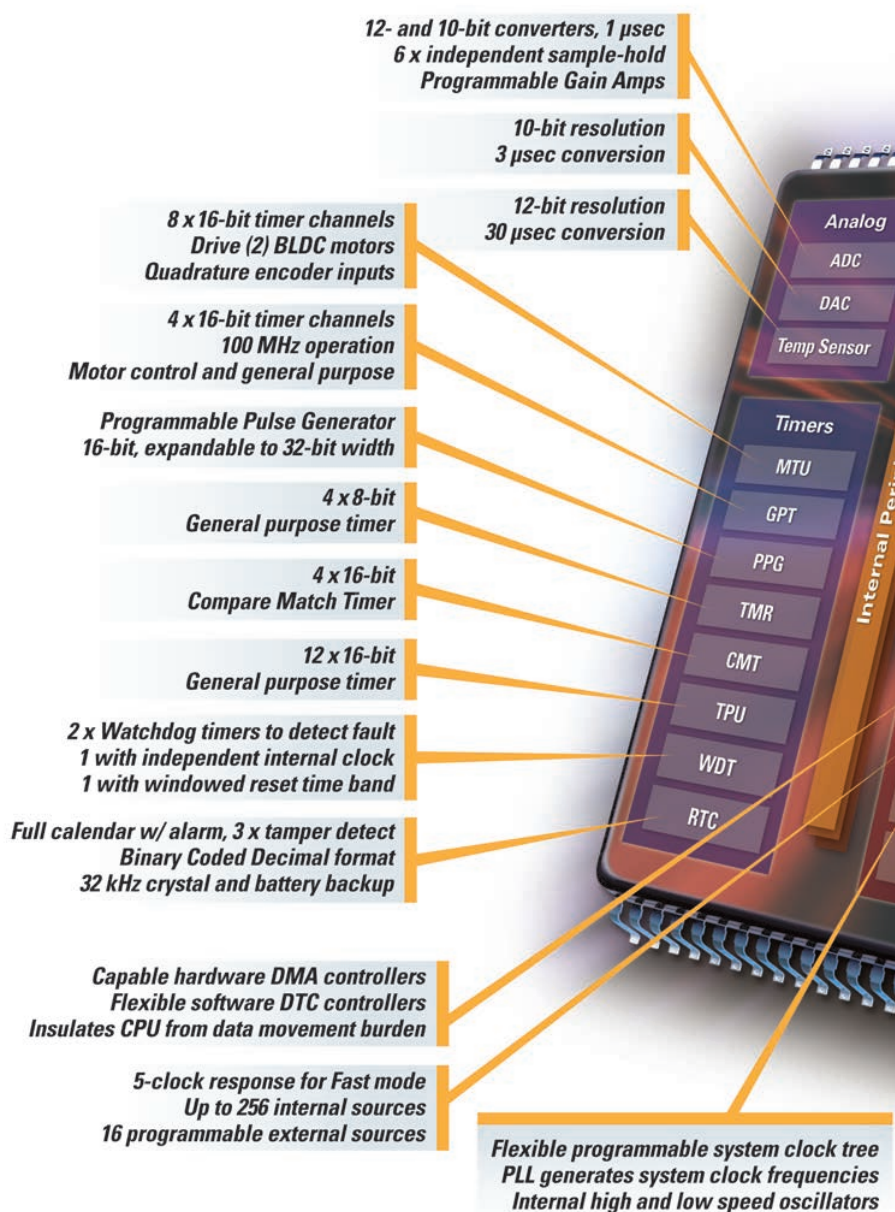 12- and 10-bit converters, 1 µsec
6 x independent sample-hold
Programmable Gain Amps
10-bit resolution
3 µsec conversion
12-bit resolution
30 µsec conversion
8 x 16-bit timer channels
Drive (2) BLDC motors
Quadrature encoder inputs
4 x 16-bit timer channels
100 MHz operation
Motor control and general purpose
Programmable Pulse Generator
16-bit, expandable to 32-bit width
4 x 8-bit
General purpose timer
4 x 16-bit
Compare Match Timer
12 x 16-bit
General purpose timer
2 x Watchdog timers to detect fault
1 with independent internal clock
1 with windowed reset time band
Full calendar w/ alarm, 3 x tamper detect
Binary Coded Decimal format
32 kHz crystal and battery backup
Capable hardware DMA controllers
Flexible software DTC controllers
Insulates CPU from data movement burden
5-clock response for Fast mode
Up to 256 internal sources
16 programmable external sources
Flexible programmable system clock tree
PLL generates system clock frequencies
Internal high and low speed oscillators
Analog
ADC
DAC
Temp Sensor
Timers
MTU
GPT
PPG
TMR
CMT
TPU
WDT
RTC
Internal